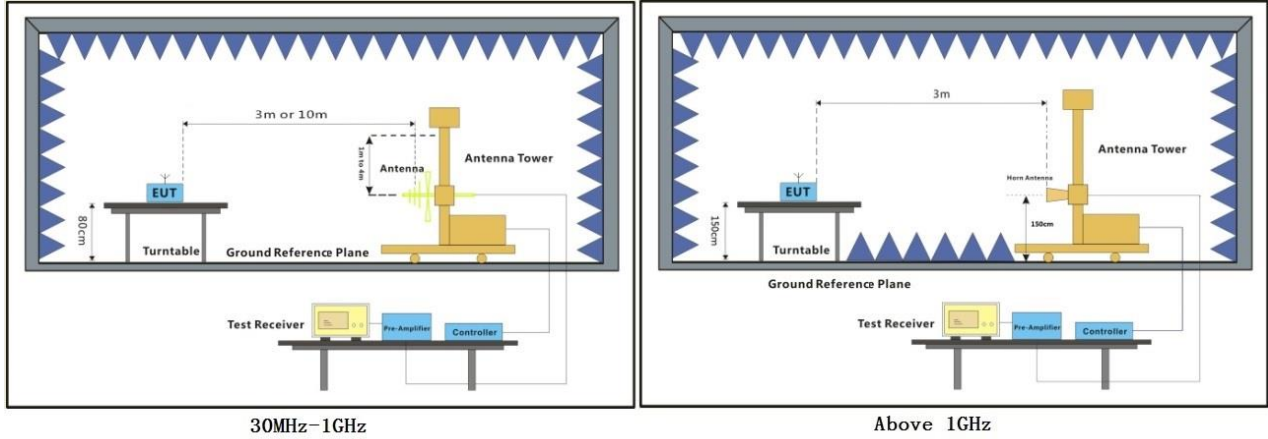 3m or 10m
1m to 4m
Antenna
Antenna Tower
EUT
80cm
Turntable
Ground Reference Plane
Test Receiver
Pre-Amplifier
Controller
30MHz-1GHz
3m
Antenna Tower
Horn Antenna
EUT
150cm
150cm
Turntable
Ground Reference Plane
Test Receiver
Pre-Amplifier
Controller
Above 1GHz